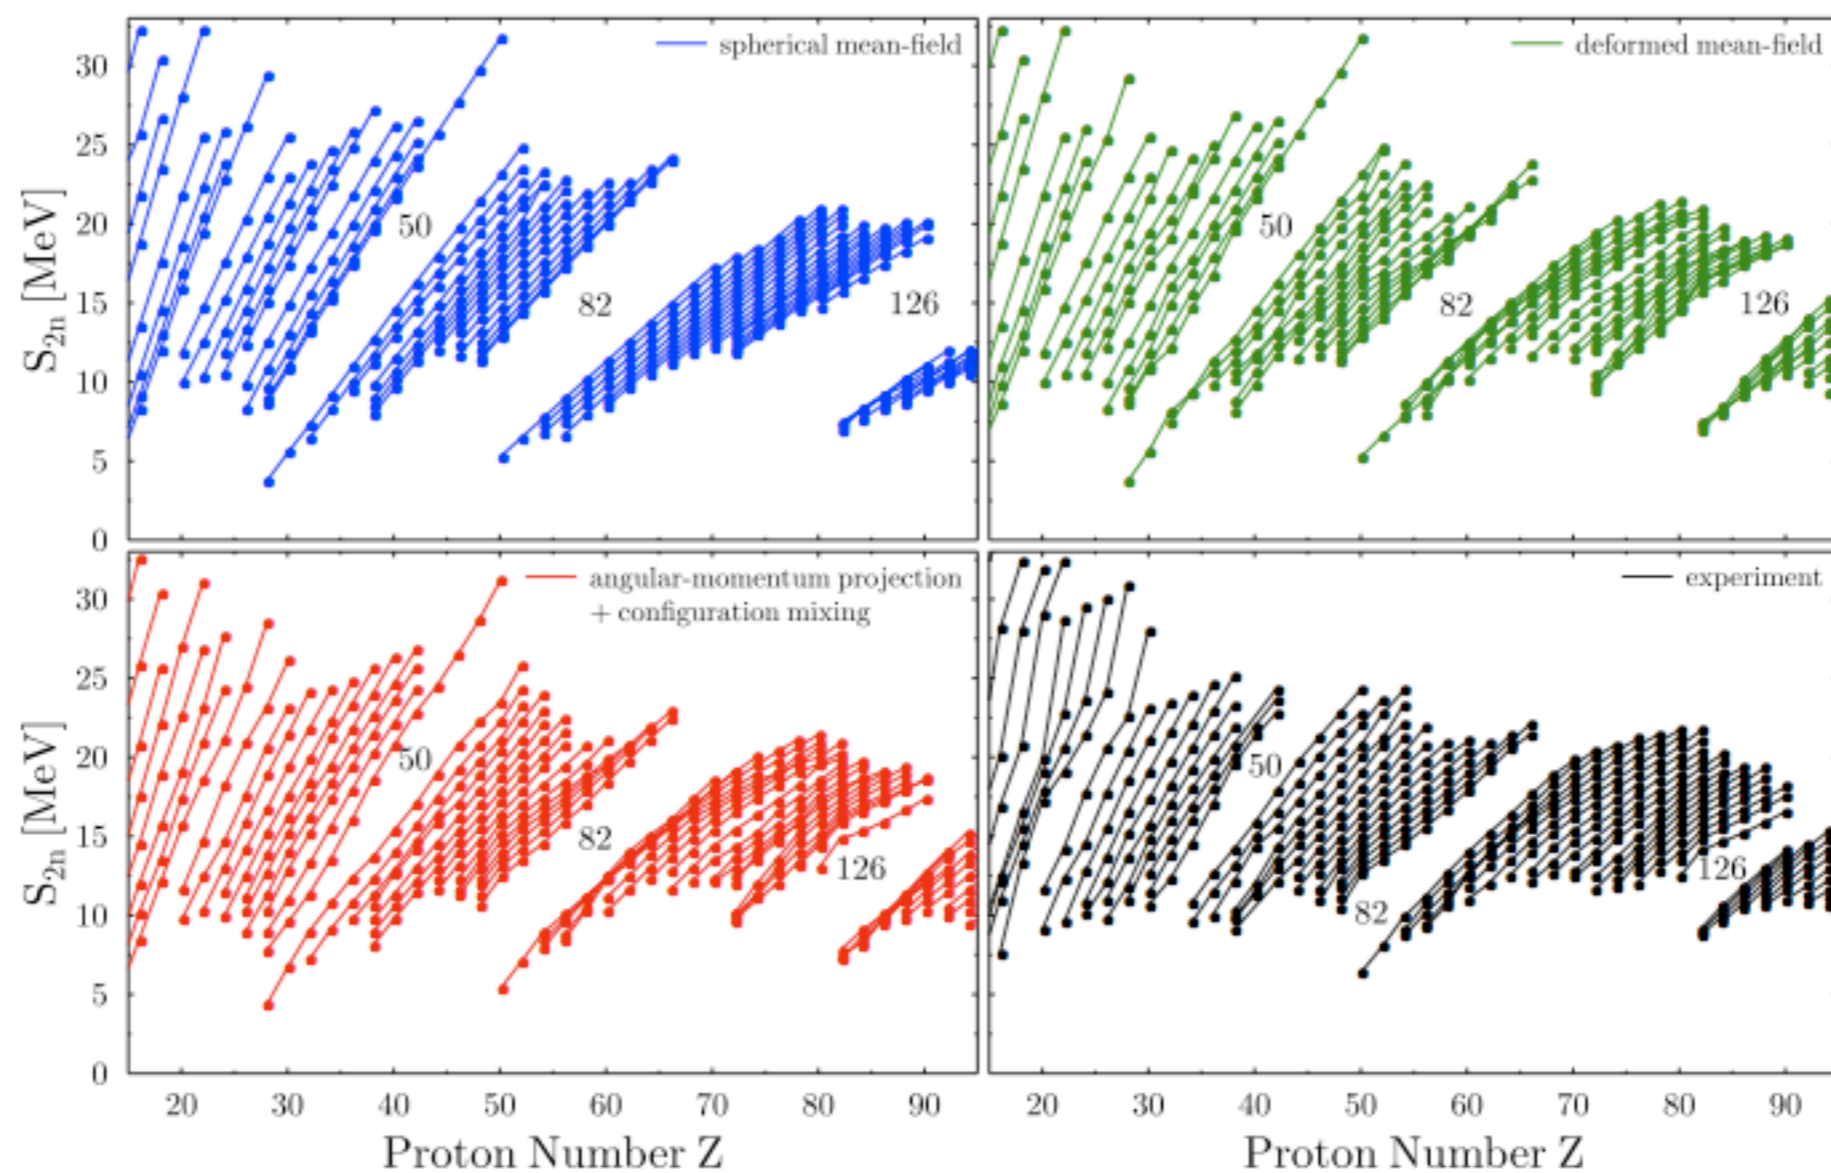 spherical mean-field
S2n [MeV]
30
25
20
15
10
5
0
50
82
126
deformed mean-field
50
82
126
angular-momentum projection
+ configuration mixing
S2n [MeV]
30
25
20
15
10
5
0
50
82
126
20 30 40 50 60 70 80 90
Proton Number Z
experiment
50
82
126
20 30 40 50 60 70 80 90
Proton Number Z